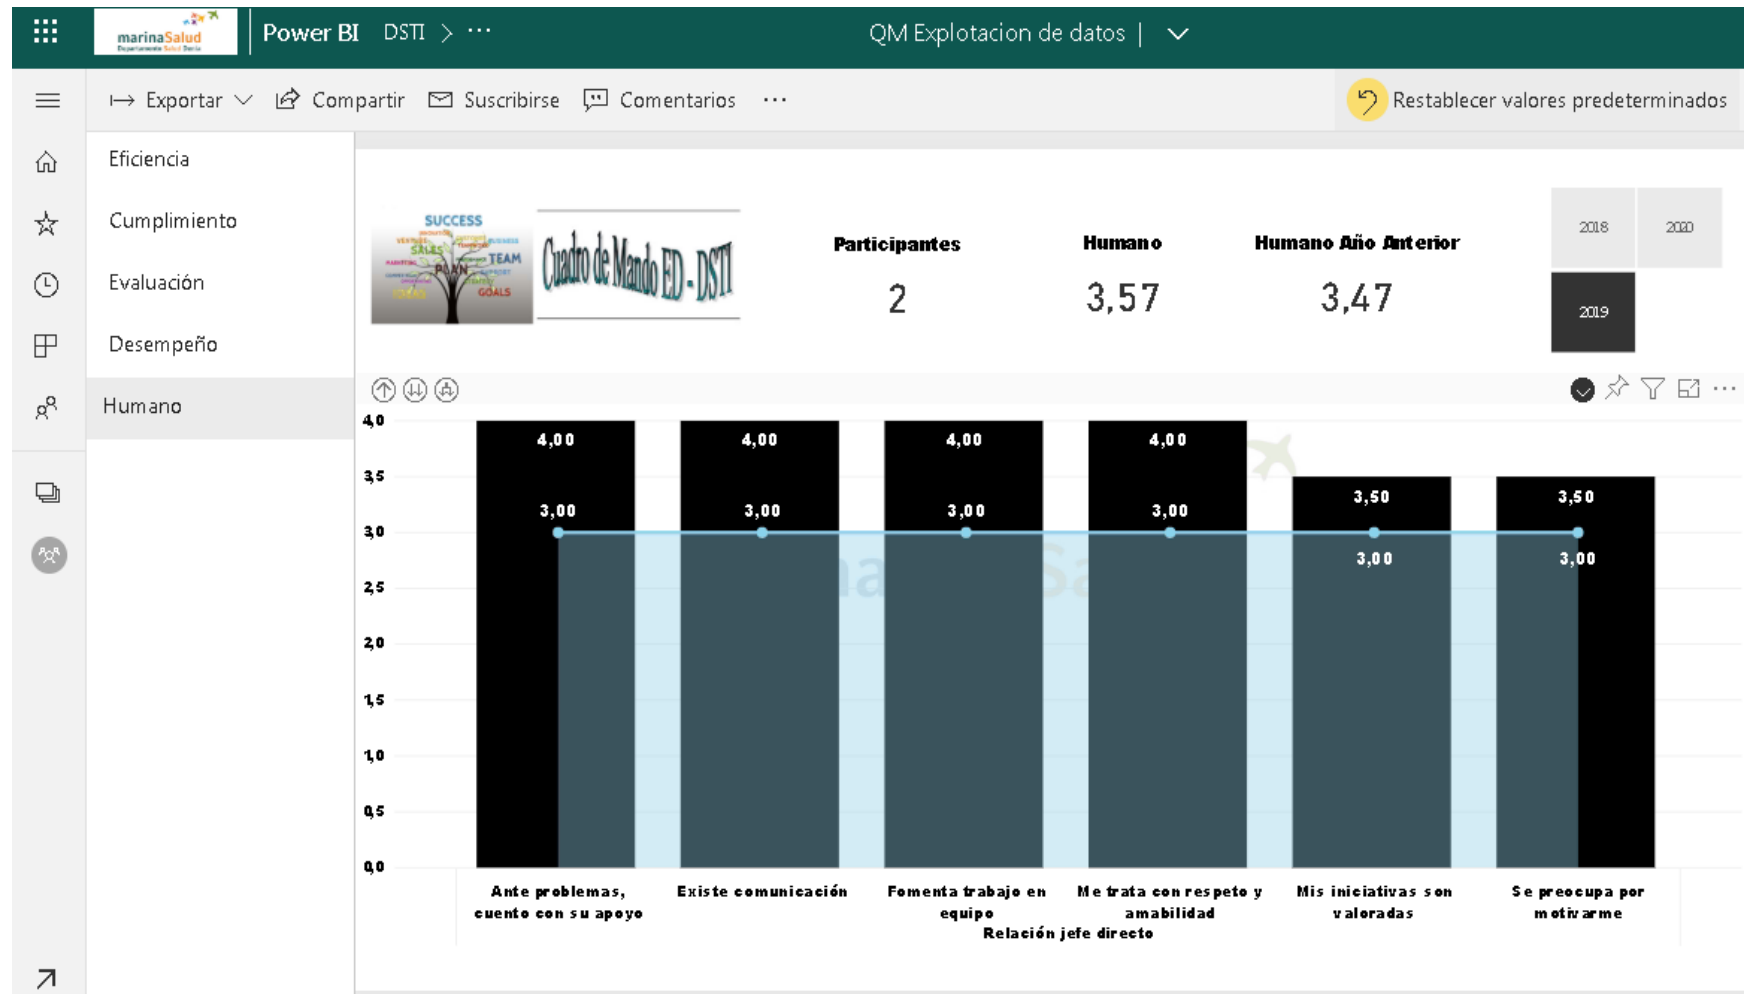 marinaSalud
Departamento Salud Denia
Power BI DSTI > ···
QM Explotacion de datos |
Exportar Compartir Suscribirse Comentarios ···
Restablecer valores predeterminados
Eficiencia
Cumplimiento
Evaluación
Desempeño
Humano
SUCCESS
SALES
TEAM
PLAN
IDEAS
GOALS
Cuadro de Mando ED - DSTI
Participantes
2
Humano
3,57
Humano Año Anterior
3,47
2018 2020
2019
4,0
3,5
3,0
2,5
2,0
1,5
1,0
0,5
0,0
4,00 4,00 4,00 4,00 3,50 3,50
3,00 3,00 3,00 3,00 3,00 3,00
Ante problemas, cuento con su apoyo
Existe comunicación
Fomenta trabajo en equipo
Me trata con respeto y amabilidad
Mis iniciativas son valoradas
Se preocupa por motivarme
Relación jefe directo